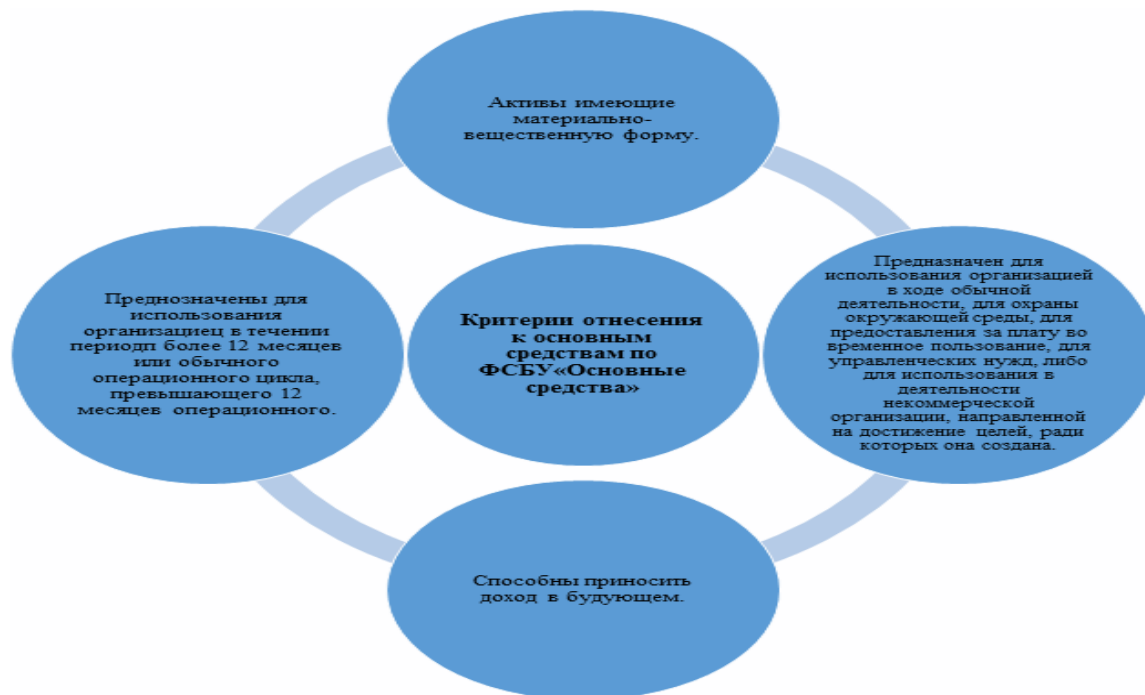 Активы имеющие
материально-
вещественную форму.
Преднозначены для
использования
организациец в течении
периодп более 12 месяцев
или обычного
операционного цикла,
превышающего 12
месяцев операционного.
Критерии отнесения
к основным
средствам по
ФСБУ«Основные
средства»
Предназначен для
использования организацией
в ходе обычной
деятельности, для охраны
окружающей среды, для
предоставления за плату во
временное пользование, для
управленческих нужд, либо
для использования в
деятельности
некоммерческой
организации, направленной
на достижение целей, ради
которых она создана.
Способны приносить
доход в будующем.